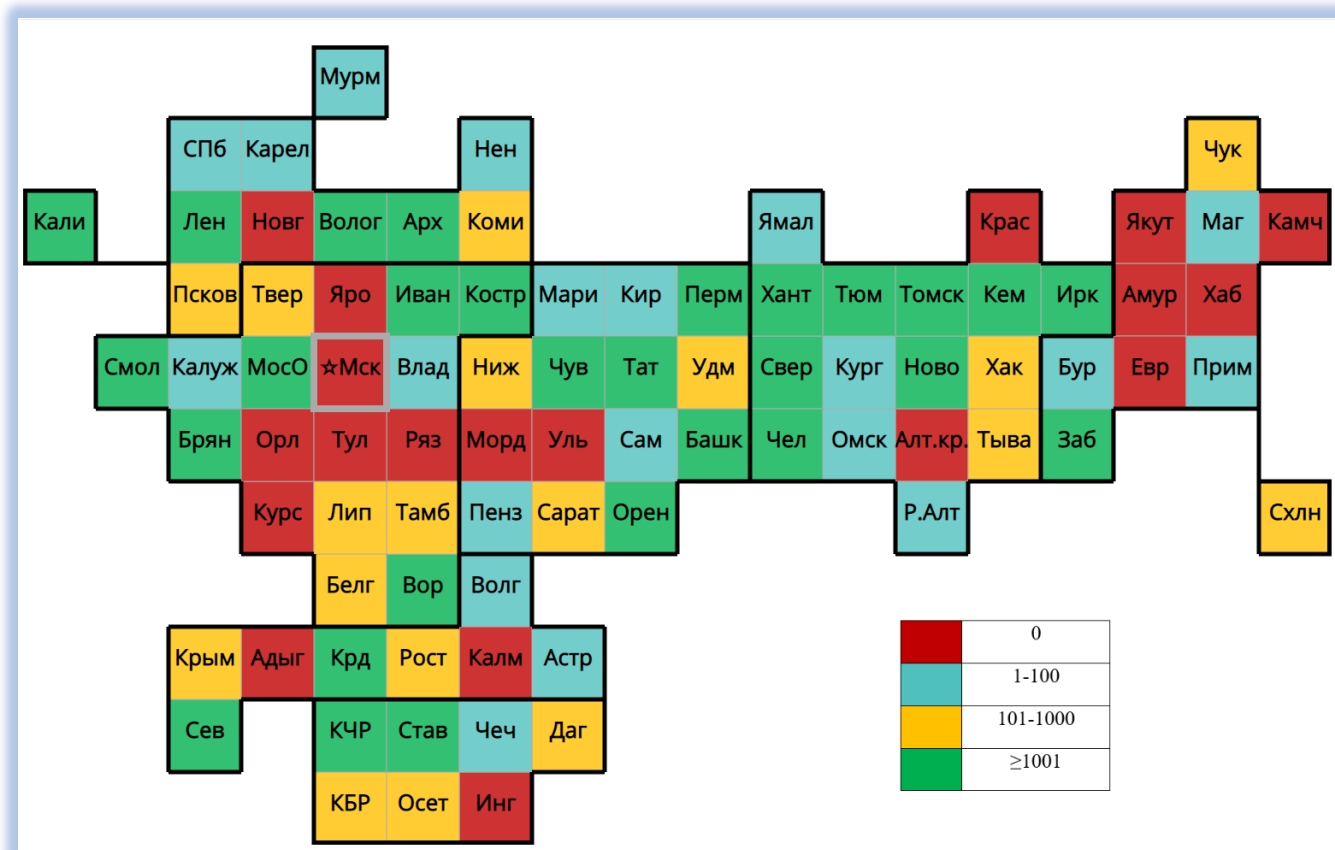 Мурм
СПб Карел Нен Чук
Кали Лен Новг Волог Арх Коми Ямал Крас Якут Маг Камч
Псков Твер Яро Иван Костр Мари Кир Перм Хант Тюм Томск Кем Ирк Амур Хаб
Смол Калуж МосО ☆Мск Влад Ниж Чув Тат Удм Свер Кург Ново Хак Бур Евр Прим
Брян Орл Тул Ряз Морд Уль Сам Башк Чел Омск Алт.кр. Тыва Заб
Курс Лип Тамб Пенз Сарат Орен Р.Алт Схлн
Белг Вор Волг
Крым Адыг Крд Рост Калм Астр
Сев КЧР Став Чеч Даг
КБР Осет Инг
0
1-100
101-1000
≥1001